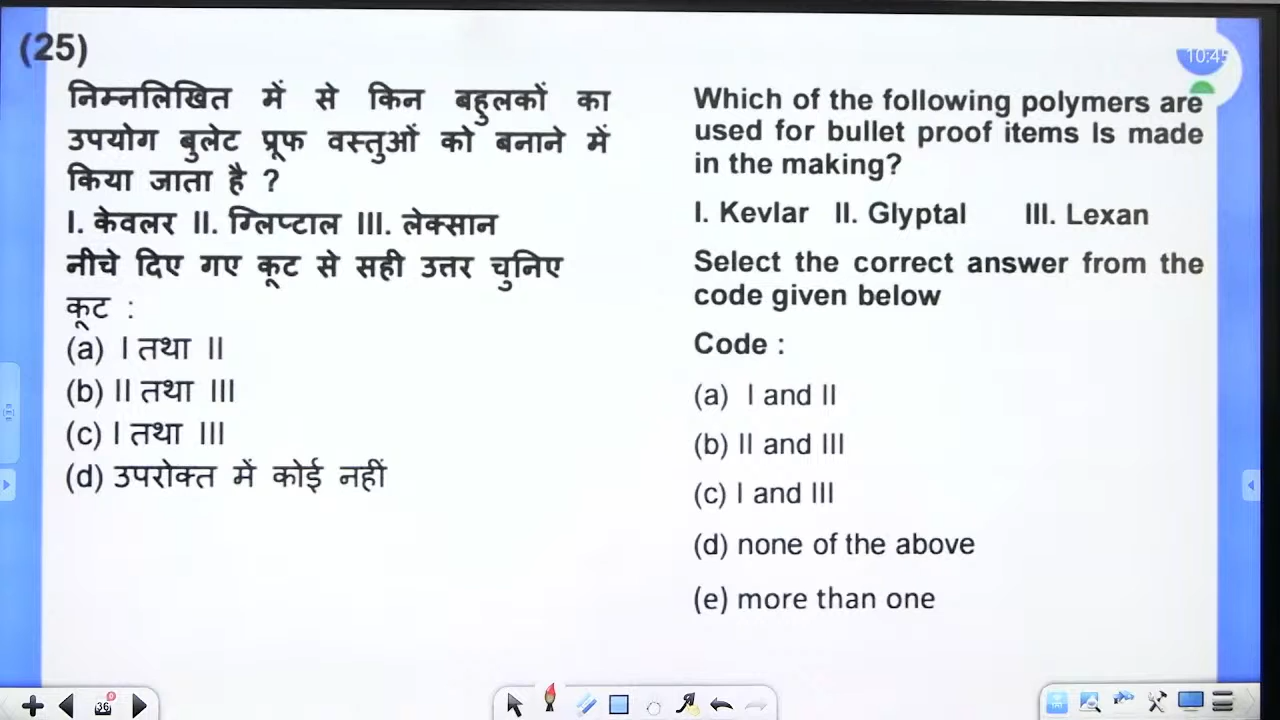 (25)
निम्नलिखित में से किन बहुलकों का
उपयोग बुलेट प्रूफ वस्तुओं को बनाने में
किया जाता है ?
I. केवलर II. ग्लिप्टाल III. लेक्सान
नीचे दिए गए कूट से सही उत्तर चुनिए
कूट :
(a) I तथा II
(b) II तथा III
(c) I तथा III
(d) उपरोक्त में कोई नहीं
10:45
Which of the following polymers are
used for bullet proof items Is made
in the making?
I. Kevlar II. Glyptal III. Lexan
Select the correct answer from the
code given below
Code :
(a) I and II
(b) II and III
(c) I and III
(d) none of the above
(e) more than one
36